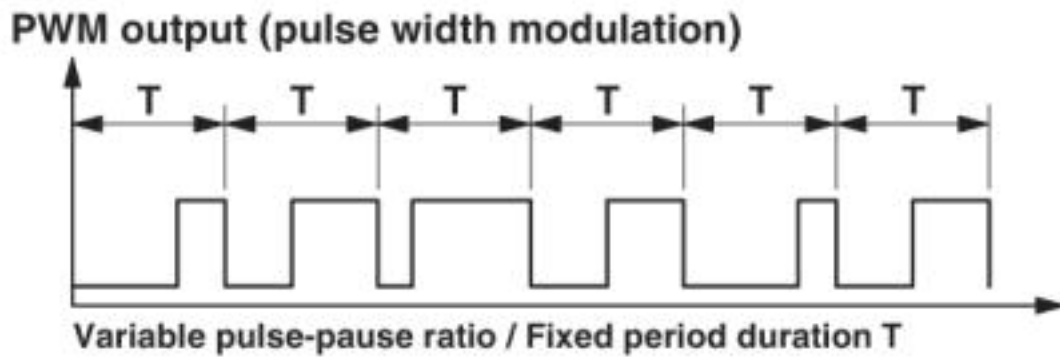 PWM output (pulse width modulation)
T T T T T T
Variable pulse-pause ratio / Fixed period duration T